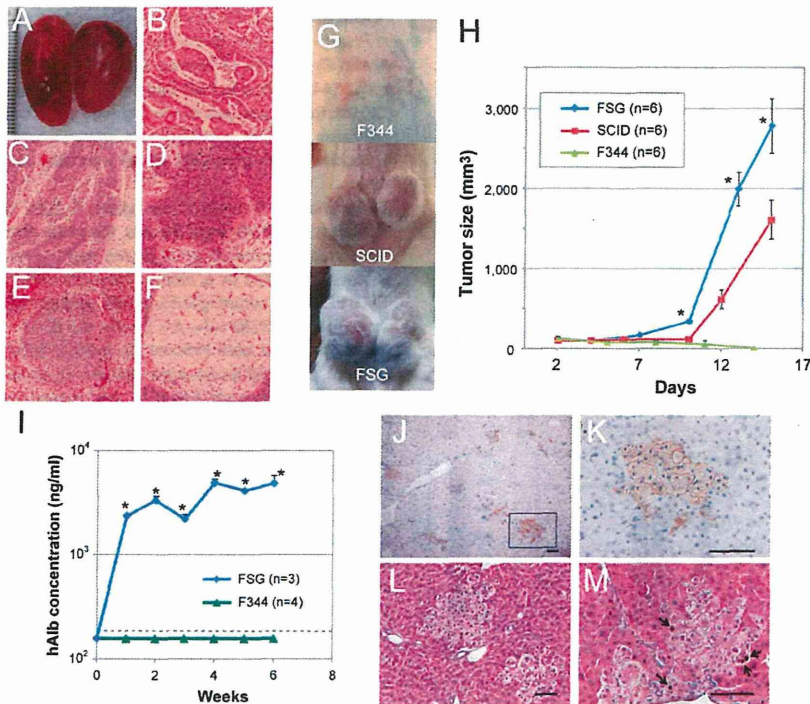 A
B
C
D
E
F
G
F344
SCID
FSG
H
Tumor size (mm³)
3,000
2,000
1,000
0
FSG (n=6)
SCID (n=6)
F344 (n=6)
*
*
*
2
7
12
17
Days
I
hAlb concentration (ng/ml)
10⁴
10³
10²
* * * * * *
FSG (n=3)
F344 (n=4)
0
2
4
6
8
Weeks
J
K
L
M